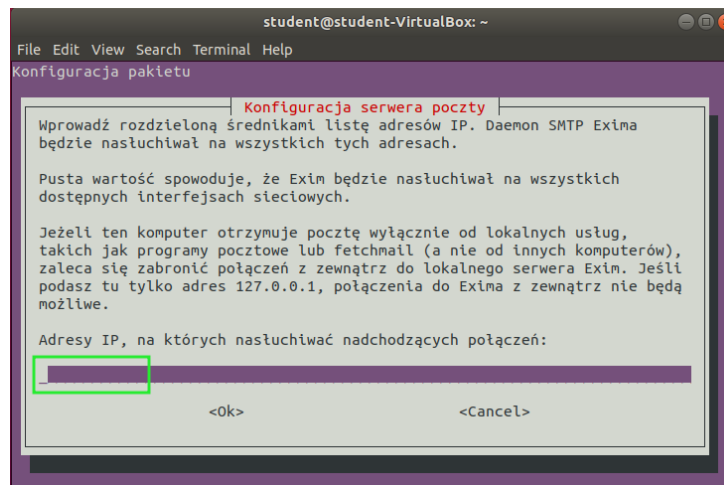 student@student-VirtualBox: ~
File Edit View Search Terminal Help
Konfiguracja pakietu
Konfiguracja serwera poczty
Wprowadź rozdzieloną średnikami listę adresów IP. Daemon SMTP Exima
będzie nasłuchiwał na wszystkich tych adresach.
Pusta wartość spowoduje, że Exim będzie nasłuchiwał na wszystkich
dostępnych interfejsach sieciowych.
Jeżeli ten komputer otrzymuje pocztę wyłącznie od lokalnych usług,
takich jak programy pocztowe lub fetchmail (a nie od innych komputerów),
zaleca się zabronić połączeń z zewnątrz do lokalnego serwera Exim. Jeśli
podasz tu tylko adres 127.0.0.1, połączenia do Exima z zewnątrz nie będą
możliwe.
Adresy IP, na których nasłuchiwać nadchodzących połączeń:
<Ok> <Cancel>